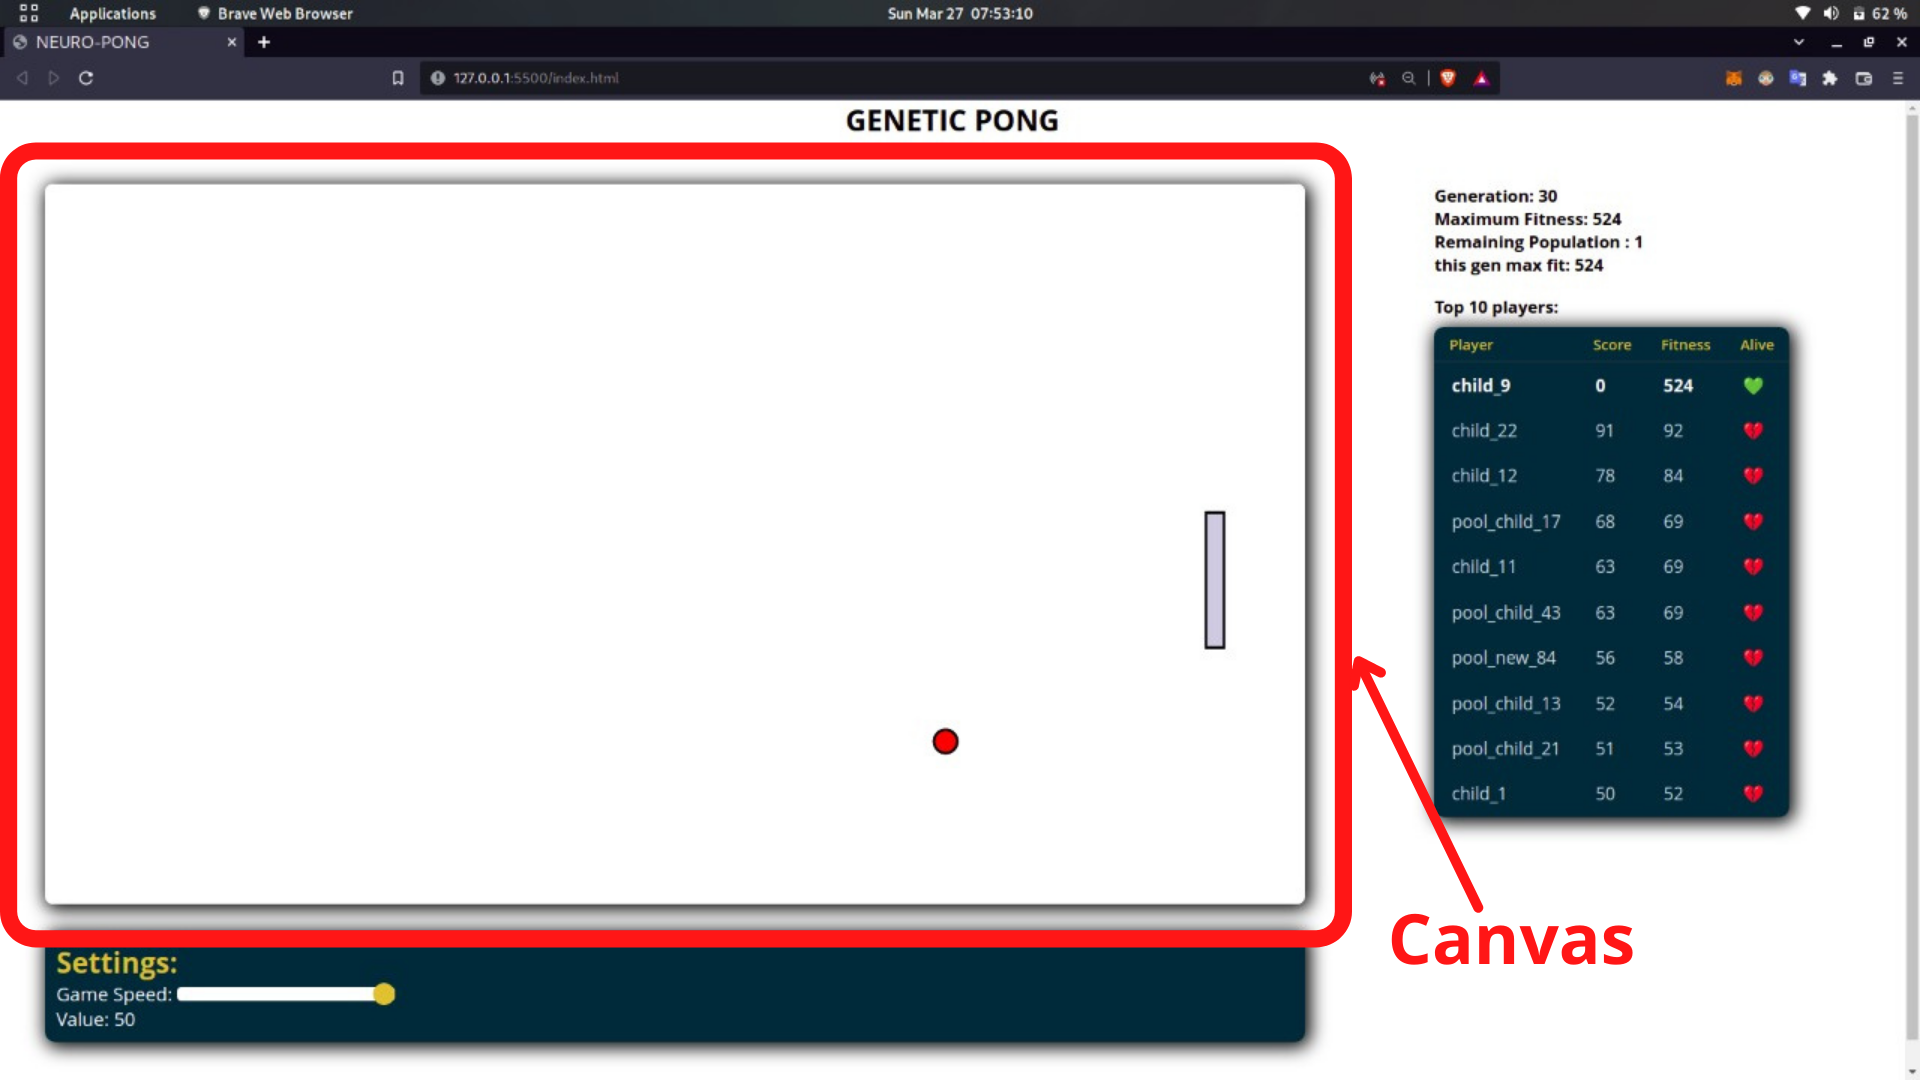 Applications Brave Web Browser Sun Mar 27 07:53:10 62 %
NEURO-PONG
127.0.0.1:5500/index.html
GENETIC PONG
Generation: 30
Maximum Fitness: 524
Remaining Population : 1
this gen max fit: 524
Top 10 players:
Player Score Fitness Alive
child_9 0 524
child_22 91 92
child_12 78 84
pool_child_17 68 69
child_11 63 69
pool_child_43 63 69
pool_new_84 56 58
pool_child_13 52 54
pool_child_21 51 53
child_1 50 52
Canvas
Settings:
Game Speed:
Value: 50